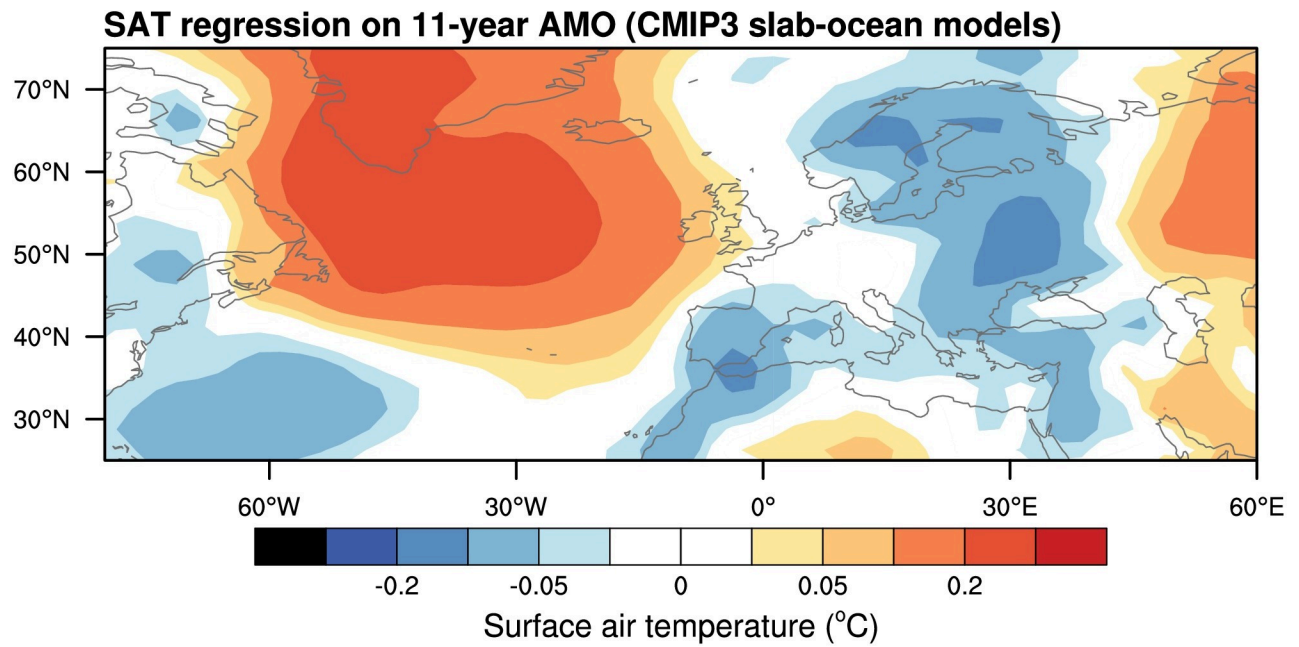 SAT regression on 11-year AMO (CMIP3 slab-ocean models)
70°N
60°N
50°N
40°N
30°N
60°W 30°W 0° 30°E 60°E
-0.2 -0.05 0 0.05 0.2
Surface air temperature (°C)